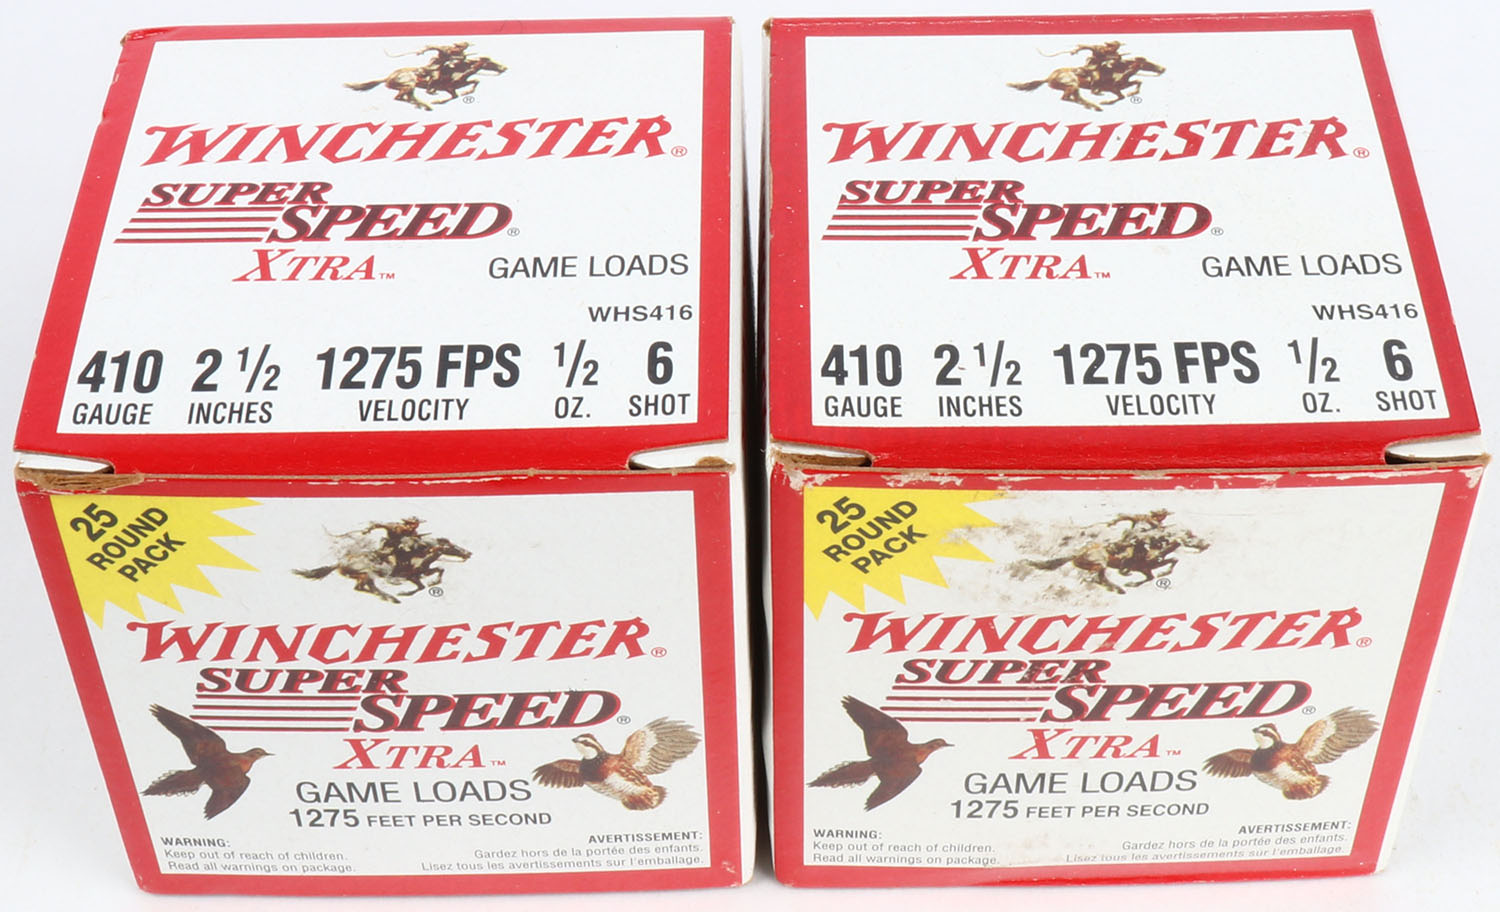 WINCHESTER®
SUPER
SPEED®
XTRA™ GAME LOADS
WHS416
410 2 1/2 1275 FPS 1/2 6
GAUGE INCHES VELOCITY OZ. SHOT
25
ROUND
PACK
®
WINCHESTER®
SUPER
SPEED®
XTRA™
GAME LOADS
1275 FEET PER SECOND
WARNING:
Keep out of reach of children.
Read all warnings on package.
AVERTISSEMENT:
Gardez hors de la portée des enfants.
Lisez tous les avertissements sur l'emballage.
®
WINCHESTER®
SUPER
SPEED®
XTRA™ GAME LOADS
WHS416
410 2 1/2 1275 FPS 1/2 6
GAUGE INCHES VELOCITY OZ. SHOT
25
ROUND
PACK
®
WINCHESTER®
SUPER
SPEED®
XTRA™
GAME LOADS
1275 FEET PER SECOND
WARNING:
Keep out of reach of children.
Read all warnings on package.
AVERTISSEMENT:
Gardez hors de la portée des enfants.
Lisez tous les avertissements sur l'emballage.